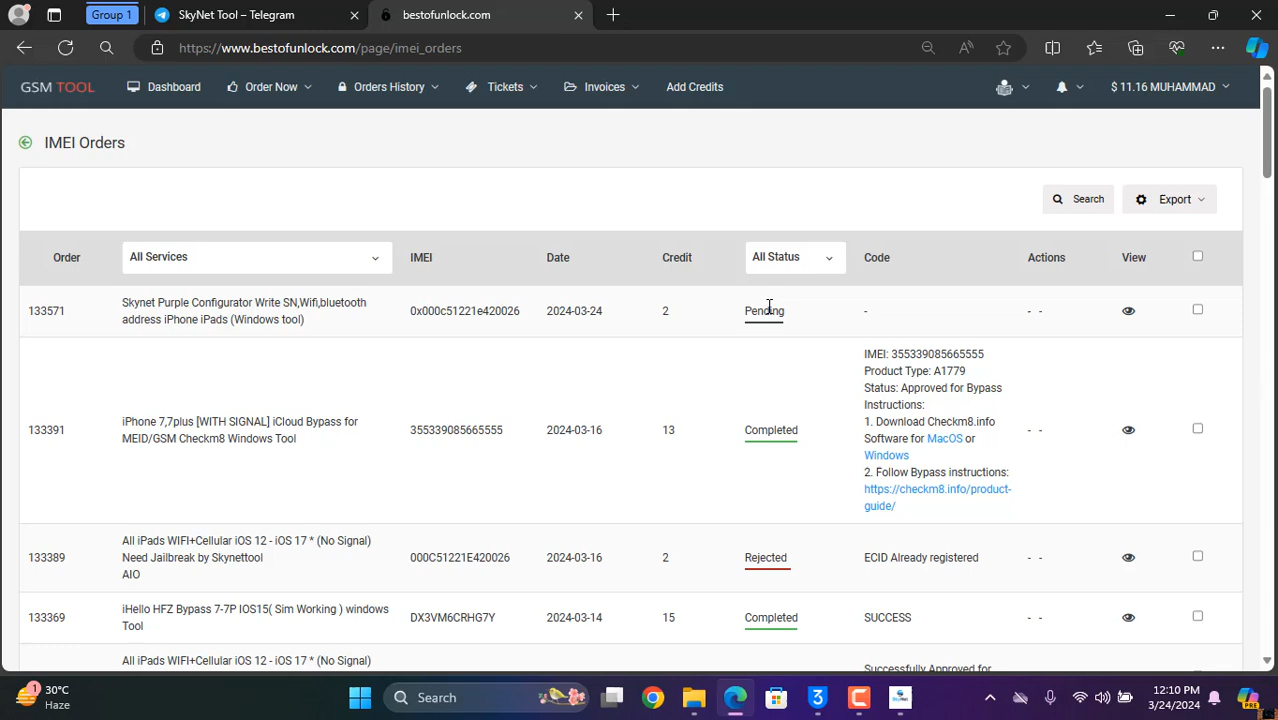 Group 1
SkyNet Tool – Telegram
bestofunlock.com
https://www.bestofunlock.com/page/imei_orders
GSM TOOL
Dashboard
Order Now
Orders History
Tickets
Invoices
Add Credits
$ 11.16 MUHAMMAD
IMEI Orders
Search
Export
Order
All Services
IMEI
Date
Credit
All Status
Code
Actions
View
133571
Skynet Purple Configurator Write SN,Wifi,bluetooth
address iPhone iPads (Windows tool)
0x000c51221e420026
2024-03-24
2
Pending
-
- -
133391
iPhone 7,7plus [WITH SIGNAL] iCloud Bypass for
MEID/GSM Checkm8 Windows Tool
355339085665555
2024-03-16
13
Completed
IMEI: 355339085665555
Product Type: A1779
Status: Approved for Bypass
Instructions:
1. Download Checkm8.info
Software for MacOS or
Windows
2. Follow Bypass instructions:
https://checkm8.info/product-
guide/
- -
133389
All iPads WIFI+Cellular iOS 12 - iOS 17 * (No Signal)
Need Jailbreak by Skynettool
AIO
000C51221E420026
2024-03-16
2
Rejected
ECID Already registered
- -
133369
iHello HFZ Bypass 7-7P IOS15( Sim Working ) windows
Tool
DX3VM6CRHG7Y
2024-03-14
15
Completed
SUCCESS
- -
All iPads WIFI+Cellular iOS 12 - iOS 17 * (No Signal)
Successfully Approved for
1
30°C
Haze
Search
3
PRE
12:10 PM
3/24/2024